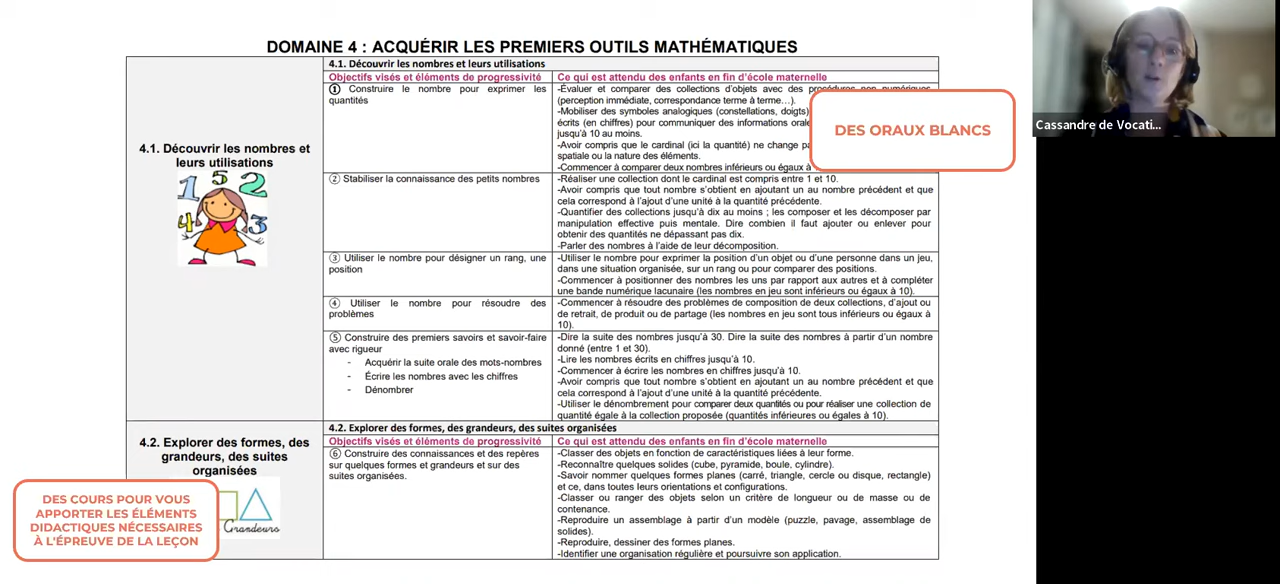 DOMAINE 4 : ACQUÉRIR LES PREMIERS OUTILS MATHÉMATIQUES
4.1. Découvrir les nombres et
leurs utilisations
1 5 2
4 3
4.1. Découvrir les nombres et leurs utilisations
Objectifs visés et éléments de progressivité
Ce qui est attendu des enfants en fin d'école maternelle
① Construire le nombre pour exprimer les
quantités
-Évaluer et comparer des collections d'objets avec des procédures non numériques
(perception immédiate, correspondance terme à terme…).
-Mobiliser des symboles analogiques (constellations, doigts)
écrits (en chiffres) pour communiquer des informations
jusqu'à 10 au moins.
-Avoir compris que le cardinal (ici la quantité) ne change
spatiale ou la nature des éléments.
-Commencer à comparer deux nombres inférieurs ou égaux à
② Stabiliser la connaissance des petits nombres
-Réaliser une collection dont le cardinal est compris entre 1 et 10.
-Avoir compris que tout nombre s'obtient en ajoutant un au nombre précédent et que
cela correspond à l'ajout d'une unité à la quantité précédente.
-Quantifier des collections jusqu'à dix au moins ; les composer et les décomposer par
manipulation effective puis mentale. Dire combien il faut ajouter ou enlever pour
obtenir des quantités ne dépassant pas dix.
-Parler des nombres à l'aide de leur décomposition.
③ Utiliser le nombre pour désigner un rang, une
position
-Utiliser le nombre pour exprimer la position d'un objet ou d'une personne dans un jeu,
dans une situation organisée, sur un rang ou pour comparer des positions.
-Commencer à positionner des nombres les uns par rapport aux autres et à compléter
une bande numérique lacunaire (les nombres en jeu sont inférieurs ou égaux à 10).
④ Utiliser le nombre pour résoudre des
problèmes
-Commencer à résoudre des problèmes de composition de deux collections, d'ajout ou
de retrait, de produit ou de partage (les nombres en jeu sont tous inférieurs ou égaux à
10).
⑤ Construire des premiers savoirs et savoir-faire
avec rigueur
- Acquérir la suite orale des mots-nombres
- Écrire les nombres avec les chiffres
- Dénombrer
-Dire la suite des nombres jusqu'à 30. Dire la suite des nombres à partir d'un nombre
donné (entre 1 et 30).
-Lire les nombres écrits en chiffres jusqu'à 10.
-Commencer à écrire les nombres en chiffres jusqu'à 10.
-Avoir compris que tout nombre s'obtient en ajoutant un au nombre précédent et que
cela correspond à l'ajout d'une unité à la quantité précédente.
-Utiliser le dénombrement pour comparer deux quantités ou pour réaliser une collection de
quantité égale à la collection proposée (quantités inférieures ou égales à 10).
4.2. Explorer des formes, des
grandeurs, des suites
organisées
Grandeurs
4.2. Explorer des formes, des grandeurs, des suites organisées
Objectifs visés et éléments de progressivité
Ce qui est attendu des enfants en fin d'école maternelle
⑥ Construire des connaissances et des repères
sur quelques formes et grandeurs et sur des
suites organisées.
-Classer des objets en fonction de caractéristiques liées à leur forme.
-Reconnaître quelques solides (cube, pyramide, boule, cylindre).
-Savoir nommer quelques formes planes (carré, triangle, cercle ou disque, rectangle)
et ce, dans toutes leurs orientations et configurations.
-Classer ou ranger des objets selon un critère de longueur ou de masse ou de
contenance.
-Reproduire un assemblage à partir d'un modèle (puzzle, pavage, assemblage de
solides).
-Reproduire, dessiner des formes planes.
-Identifier une organisation régulière et poursuivre son application.
DES ORAUX BLANCS
DES COURS POUR VOUS
APPORTER LES ÉLÉMENTS
DIDACTIQUES NÉCESSAIRES
À L'ÉPREUVE DE LA LEÇON
Cassandre de Vocati...